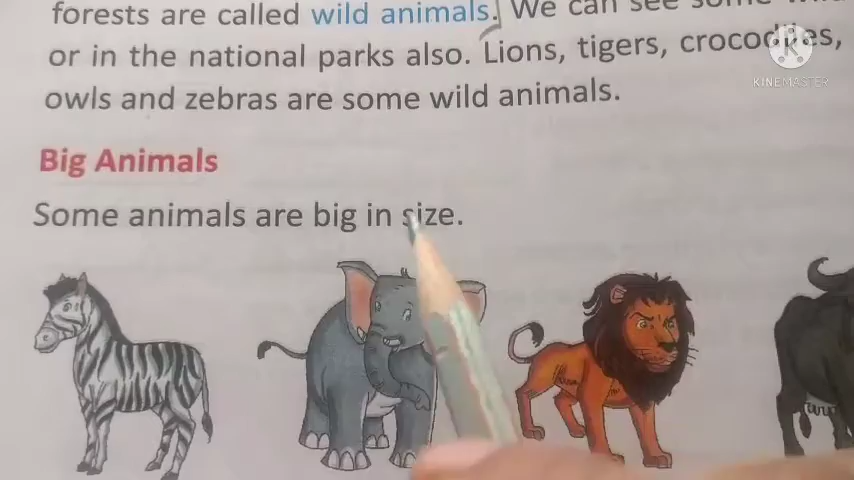 forests are called wild animals. We can see some wild
or in the national parks also. Lions, tigers, crocodiles,
owls and zebras are some wild animals.
Big Animals
Some animals are big in size.
K
KINEMASTER